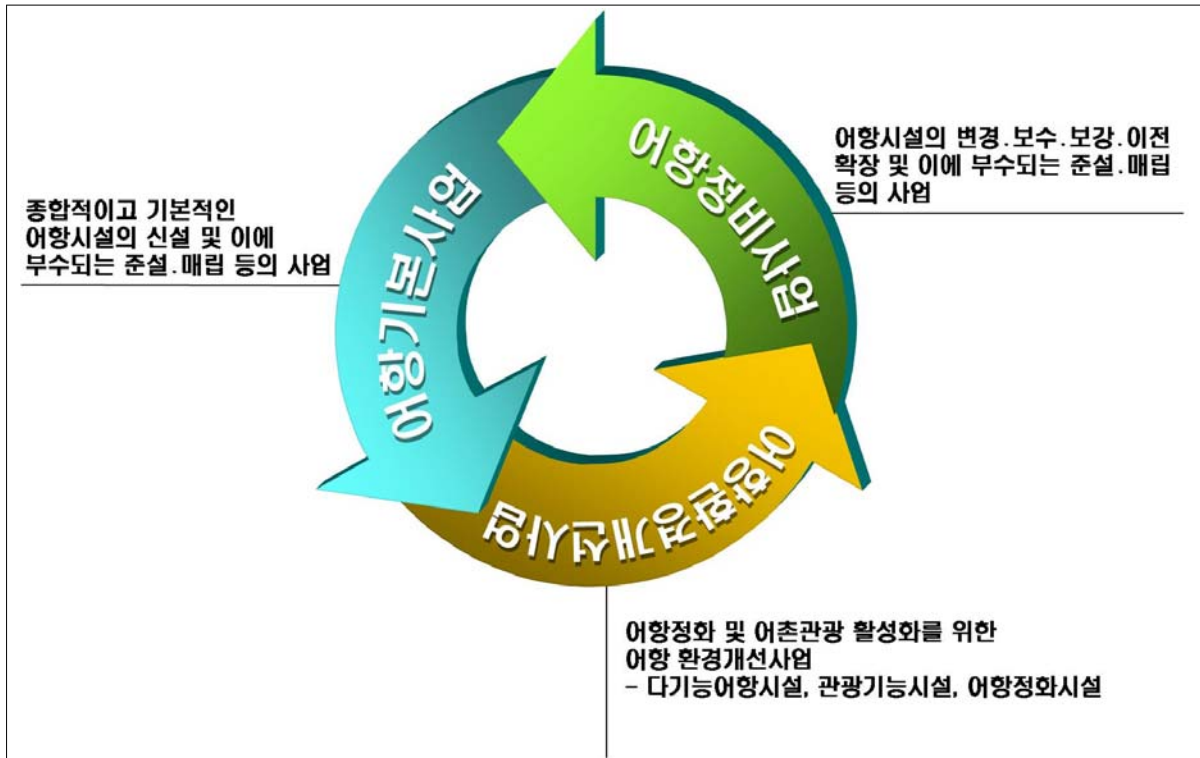 어항정비사업
어항시설의 변경.보수.보강.이전
확장 및 이에 부수되는 준설.매립
등의 사업
종합적이고 기본적인
어항시설의 신설 및 이에
부수되는 준설.매립 등의 사업
어항기본사업
어항환경개선사업
어항정화 및 어촌관광 활성화를 위한
어항 환경개선사업
- 다기능어항시설, 관광기능시설, 어항정화시설